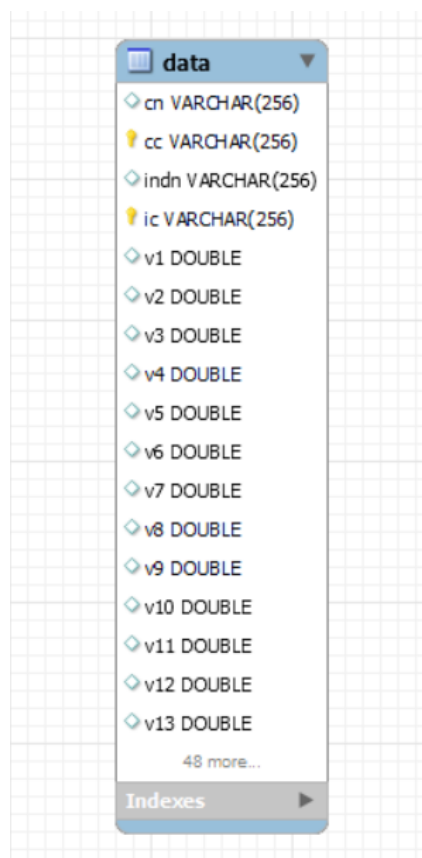 data
cn VARCHAR(256)
cc VARCHAR(256)
indn VARCHAR(256)
ic VARCHAR(256)
v1 DOUBLE
v2 DOUBLE
v3 DOUBLE
v4 DOUBLE
v5 DOUBLE
v6 DOUBLE
v7 DOUBLE
v8 DOUBLE
v9 DOUBLE
v10 DOUBLE
v11 DOUBLE
v12 DOUBLE
v13 DOUBLE
48 more...
Indexes